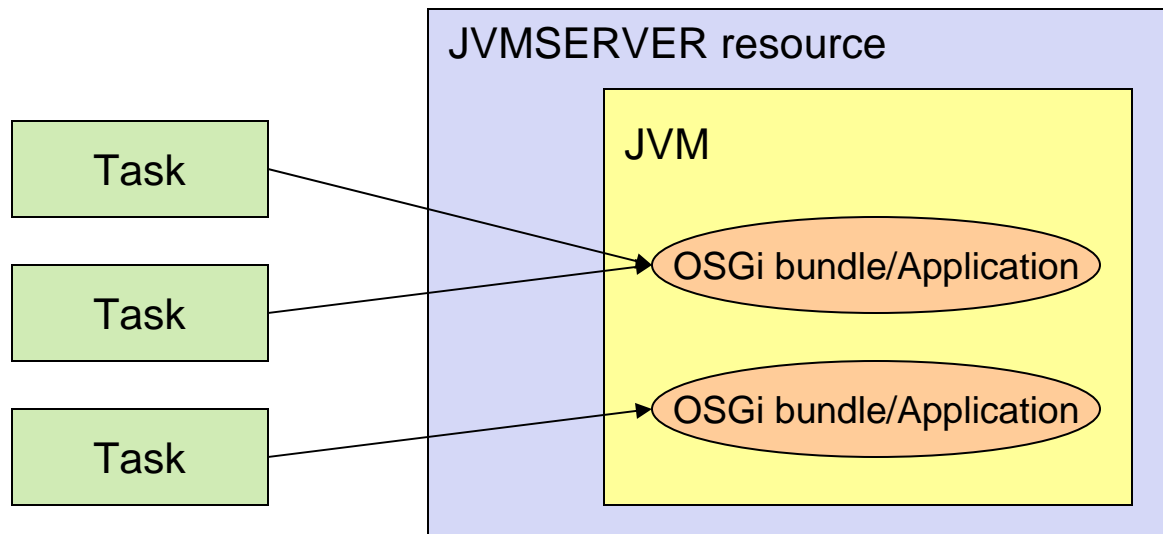 JVMSERVER resource
JVM
Task
OSGi bundle/Application
Task
OSGi bundle/Application
Task